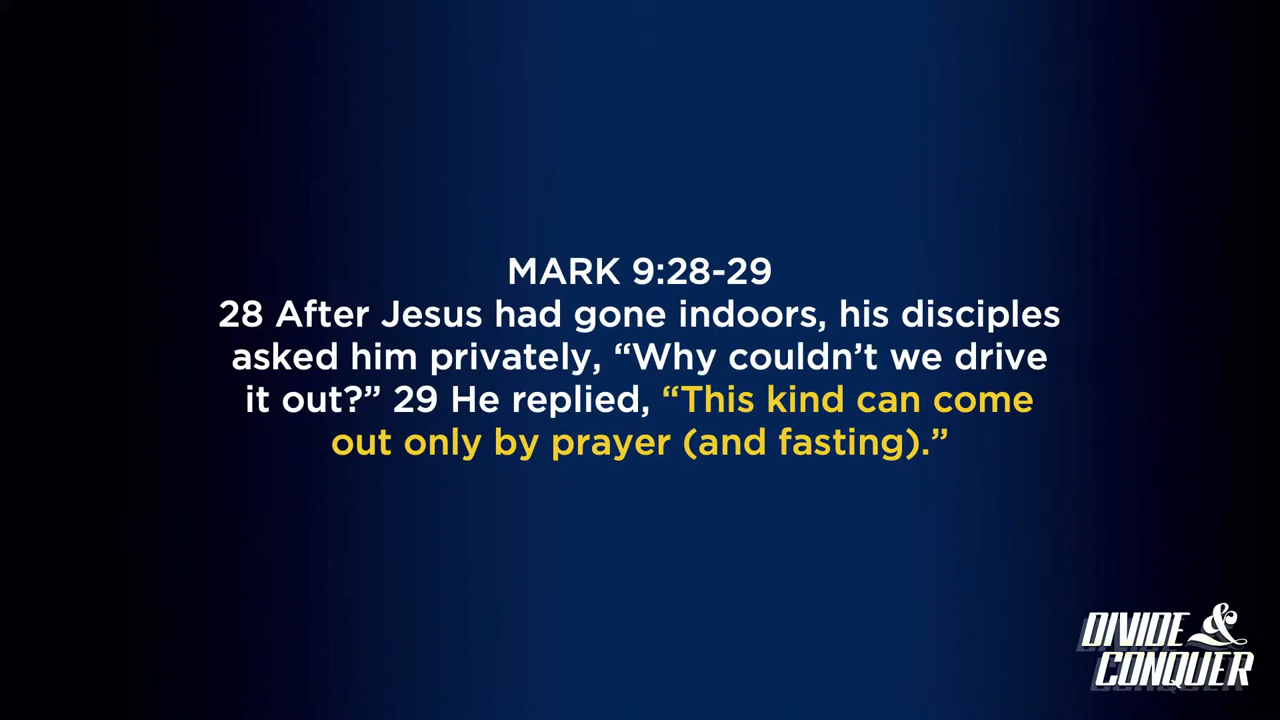 MARK 9:28-29
28 After Jesus had gone indoors, his disciples
asked him privately, “Why couldn’t we drive
it out?” 29 He replied, “This kind can come
out only by prayer (and fasting).”
DIVIDE &
CONQUER